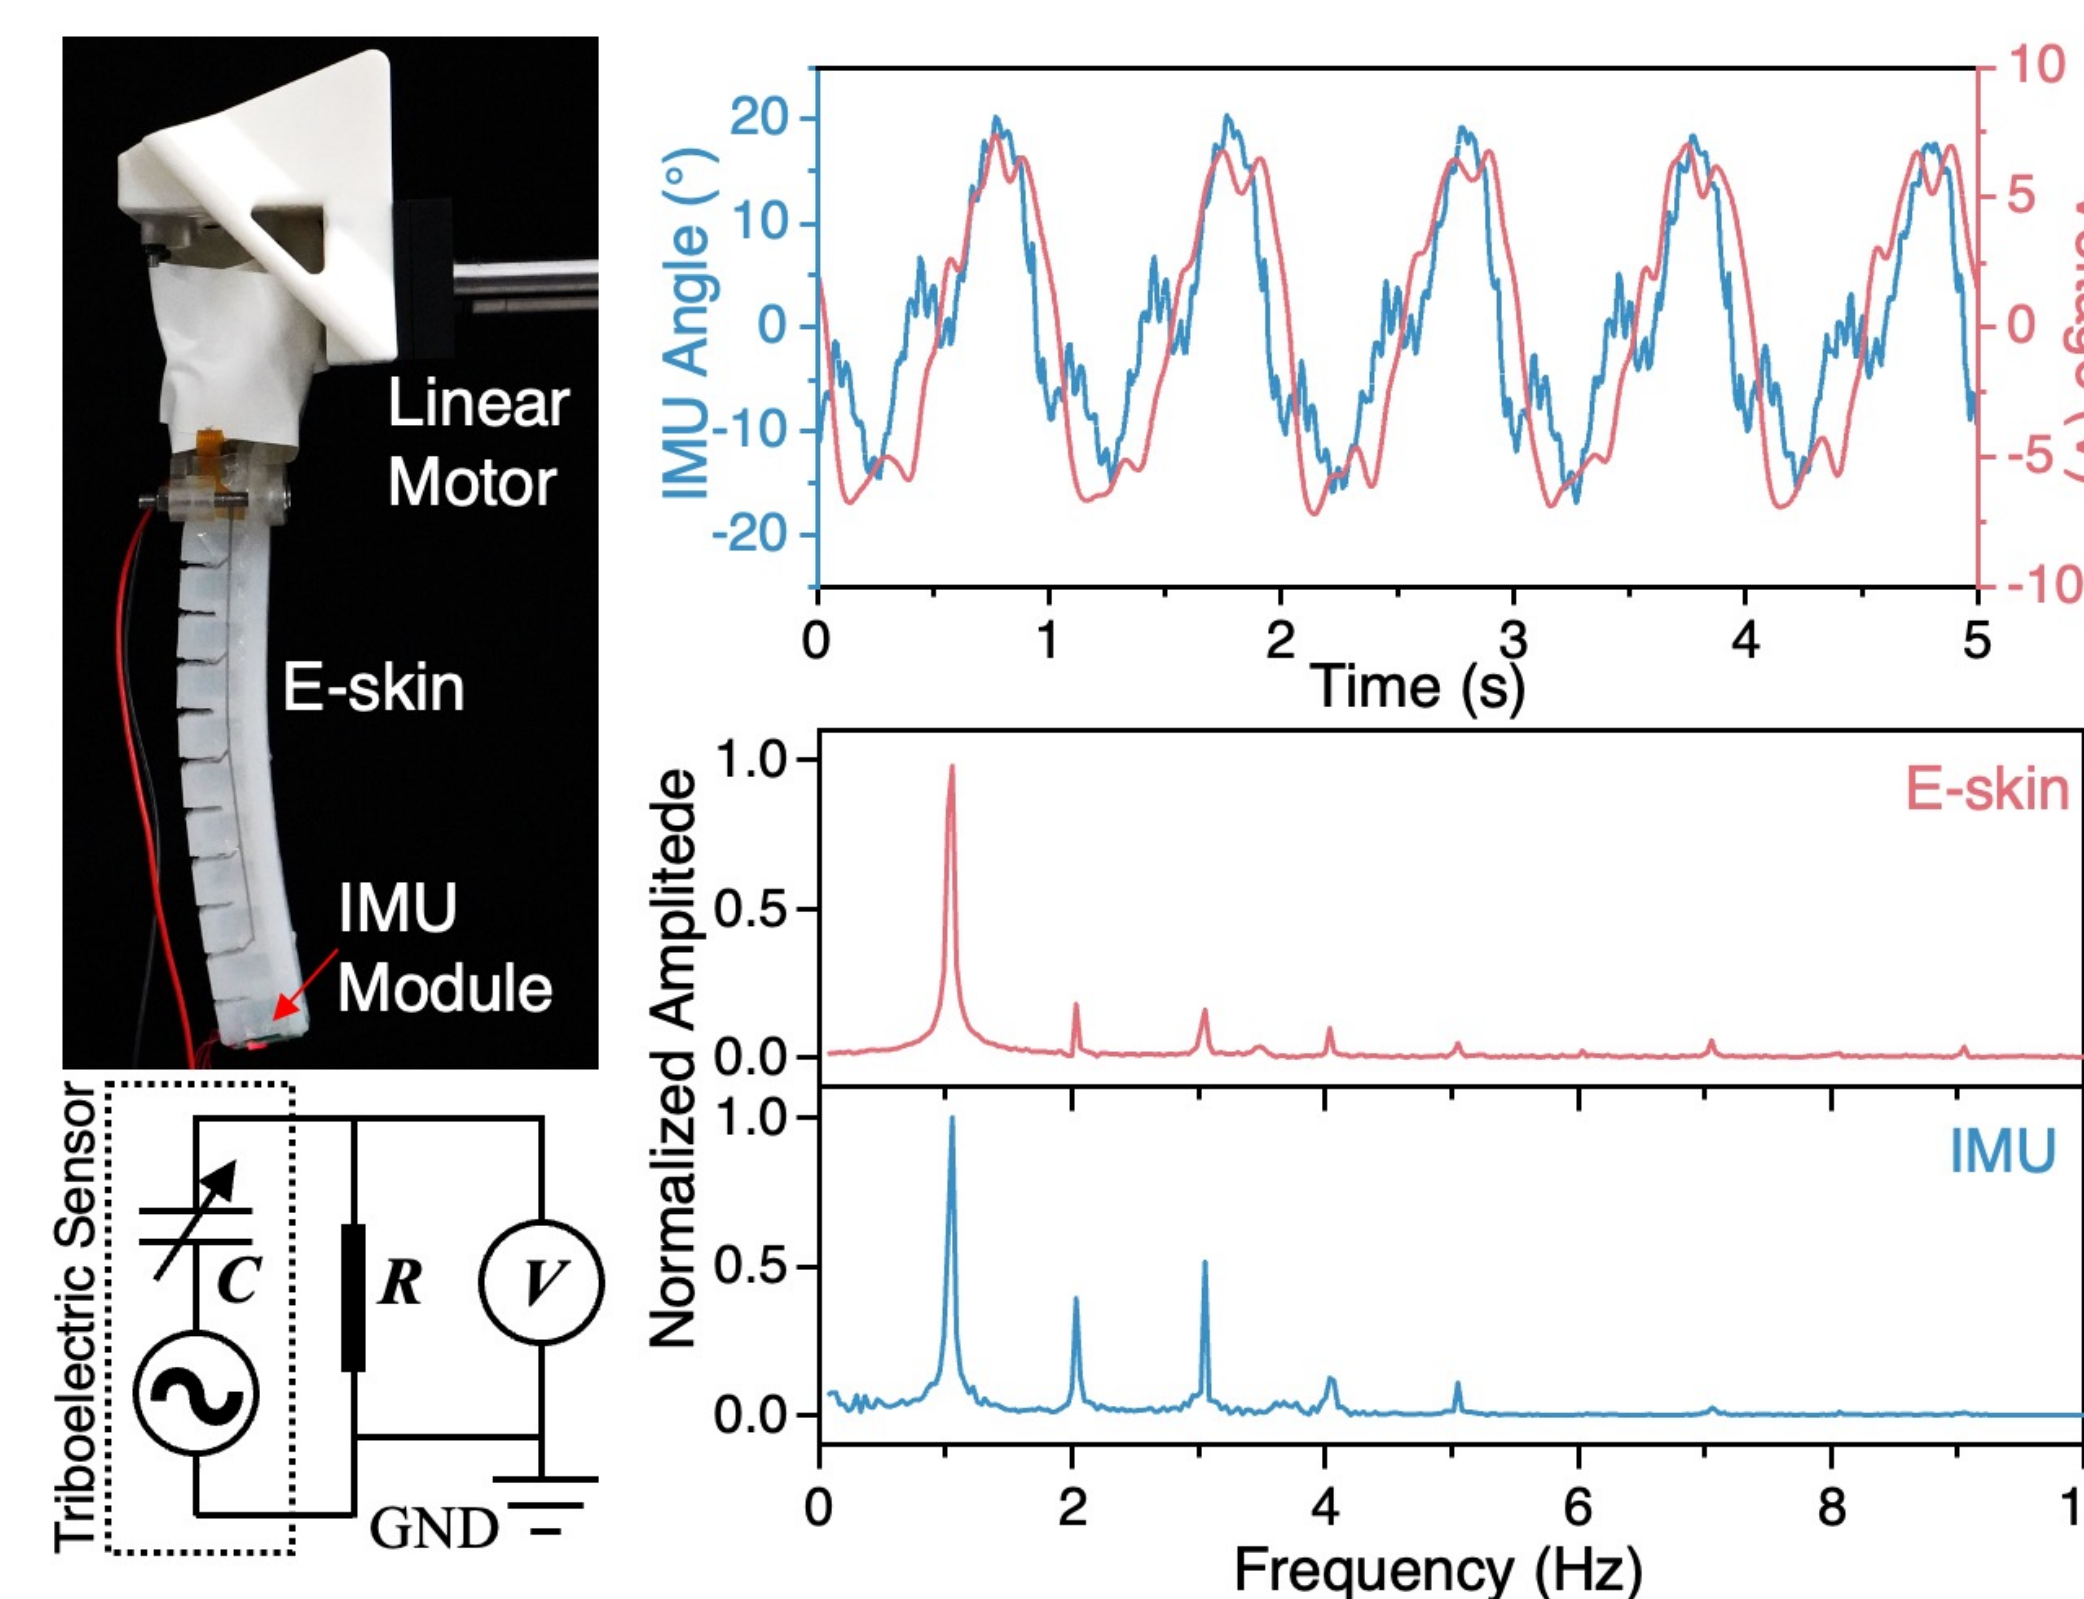 Linear
Motor
E-skin
IMU
Module
Triboelectric Sensor
C
R
V
GND
IMU Angle (°)
20
10
0
-10
-20
10
5
0
-5
-10
0 1 2 3 4 5
Time (s)
Normalized Amplitede
1.0
0.5
0.0
E-skin
1.0
0.5
0.0
IMU
0 2 4 6 8 1
Frequency (Hz)